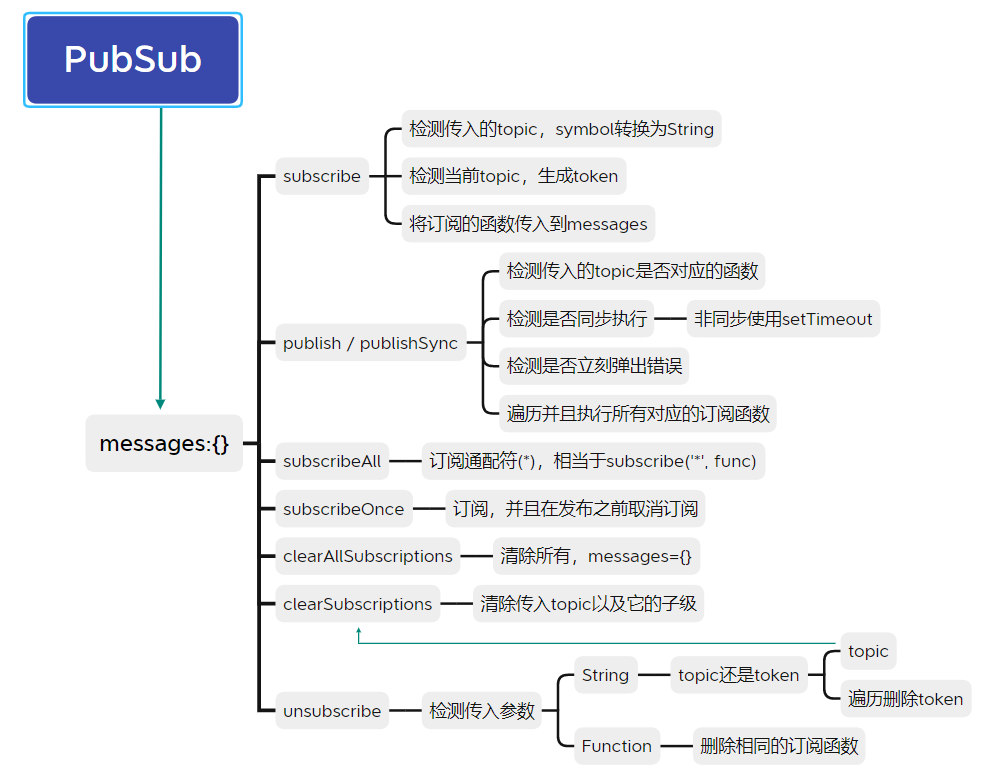 PubSub
messages:{}
subscribe
检测传入的topic，symbol转换为String
检测当前topic，生成token
将订阅的函数传入到messages
publish / publishSync
检测传入的topic是否对应的函数
检测是否同步执行
非同步使用setTimeout
检测是否立刻弹出错误
遍历并且执行所有对应的订阅函数
subscribeAll
订阅通配符(*)，相当于subscribe('*', func)
subscribeOnce
订阅，并且在发布之前取消订阅
clearAllSubscriptions
清除所有，messages={}
clearSubscriptions
清除传入topic以及它的子级
unsubscribe
检测传入参数
String
topic还是token
topic
遍历删除token
Function
删除相同的订阅函数